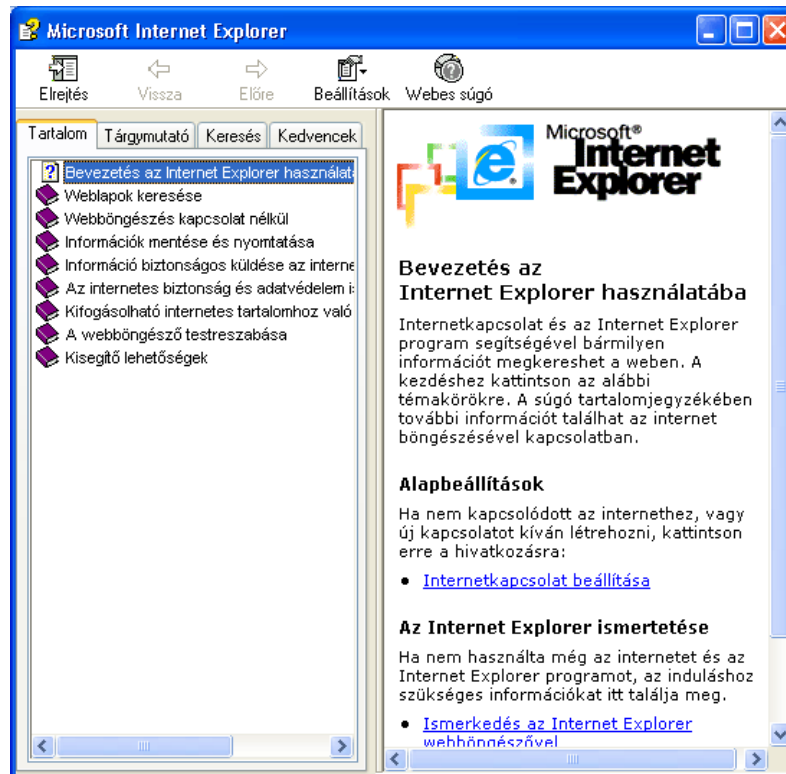 Microsoft Internet Explorer
Elrejtés Vissza Előre Beállítások Webes súgó
Tartalom Tárgymutató Keresés Kedvencek
Bevezetés az Internet Explorer használatá
Weblapok keresése
Webböngészés kapcsolat nélkül
Információk mentése és nyomtatása
Információ biztonságos küldése az interne
Az internetes biztonság és adatvédelem
Kifogásolható internetes tartalomhoz való
A webböngésző testreszabása
Kisegítő lehetőségek
Microsoft®
Internet
Explorer
Bevezetés az
Internet Explorer használatába
Internetkapcsolat és az Internet Explorer
program segítségével bármilyen
információt megkereshet a weben. A
kezdéshez kattintson az alábbi
témakörökre. A súgó tartalomjegyzékében
további információt találhat az internet
böngészésével kapcsolatban.
Alapbeállítások
Ha nem kapcsolódott az internethez, vagy
új kapcsolatot kíván létrehozni, kattintson
erre a hivatkozásra:
• Internetkapcsolat beállítása
Az Internet Explorer ismertetése
Ha nem használta még az internetet és az
Internet Explorer programot, az induláshoz
szükséges információkat itt találja meg.
• Ismerkedés az Internet Explorer
webböngészővel